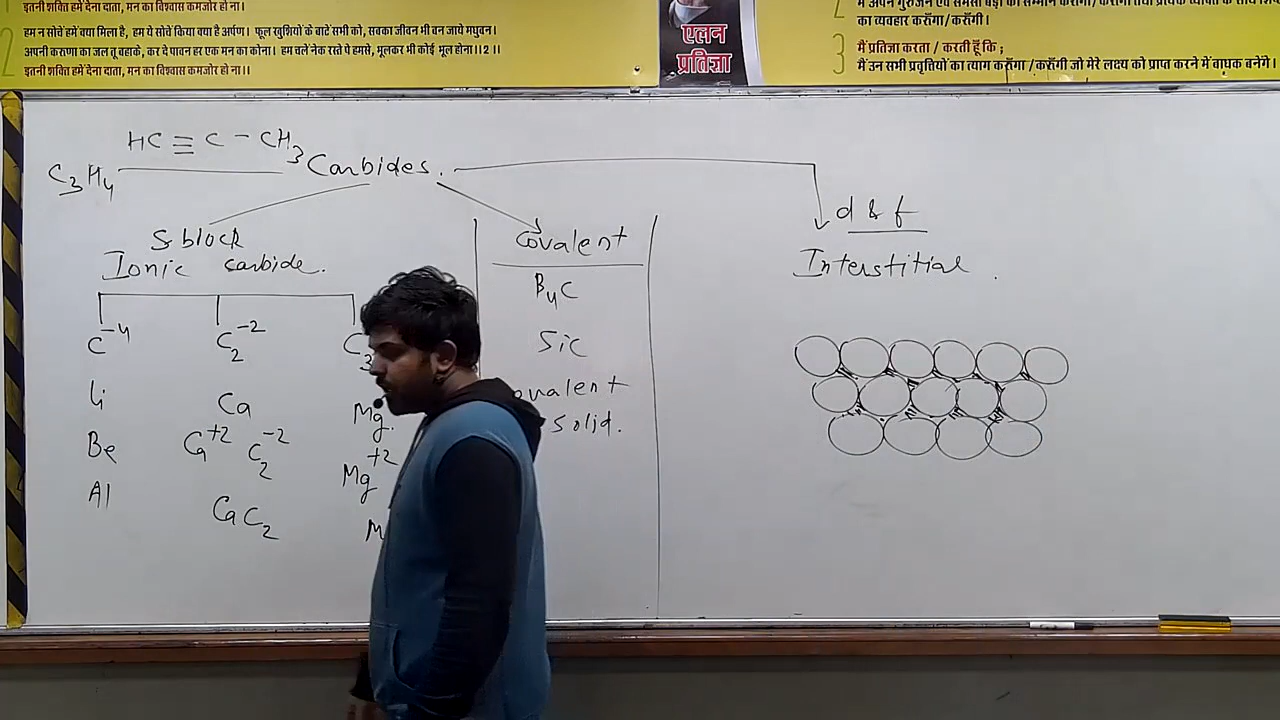 इतनी शक्ति हमें देना दाता, मन का विश्वास कमजोर हो ना।
हम न सोचें हमें क्या मिला है, हम ये सोचें किया क्या है अर्पण। फूल खुशियों के बाटें सभी को, सबका जीवन भी बन जाये मधुवन।
2 अपनी करुणा का जल तू बहाके, कर दे पावन हर एक मन का कोना। हम चलें नेक रस्ते पे हमसे, भूलकर भी कोई भूल होना।।2।।
इतनी शक्ति हमें देना दाता, मन का विश्वास कमजोर हो ना।।
एलन
प्रतिज्ञा
का व्यवहार करूँगा/करूँगी।
3 मैं प्रतिज्ञा करता / करती हूँ कि ;
मैं उन सभी प्रवृत्तियों का त्याग करूँगा/करूँगी जो मेरे लक्ष्य को प्राप्त करने में बाधक बनेंगे।
HC ≡ C - CH3
C3H4
Carbides.
d & f
Interstitial.
S block
Ionic carbide.
Covalent
C-4
C2-2
C3
B4C
SiC
Li
Ca
Mg.
ovalent
solid.
Be
Ca+2 C2-2
Mg+2
Al
CaC2
M